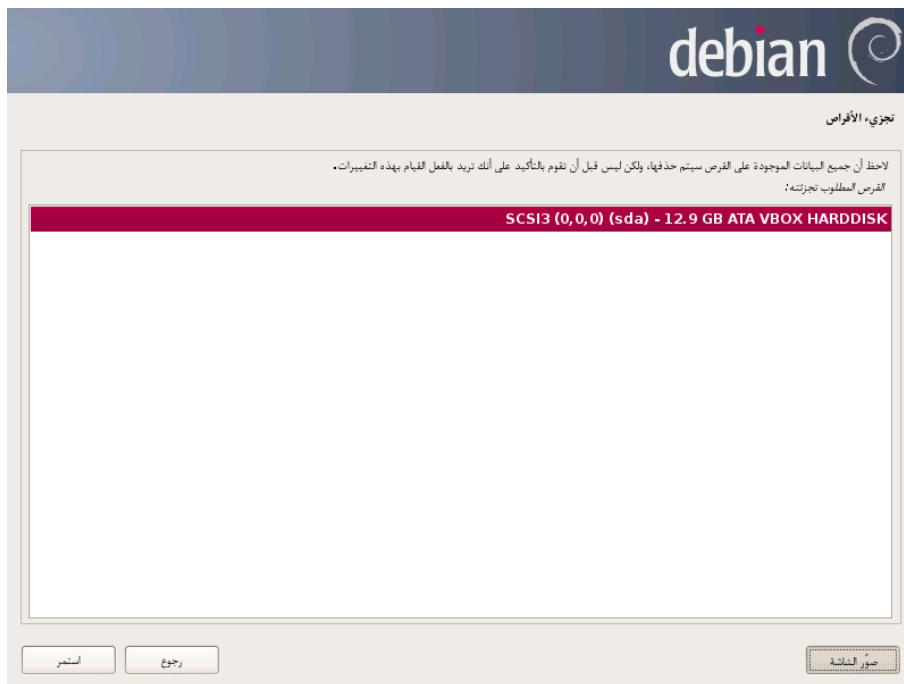 debian
تجزيء الأقراص
لاحظ أن جميع البيانات الموجودة على القرص سيتم حذفها، ولكن ليس قبل أن تقوم بالتأكيد على أنك تريد بالفعل القيام بهذه التغييرات.
القرص المطلوب تجزئته:
SCSI3 (0,0,0) (sda) - 12.9 GB ATA VBOX HARDDISK
صوّر الشاشة
رجوع
استمر